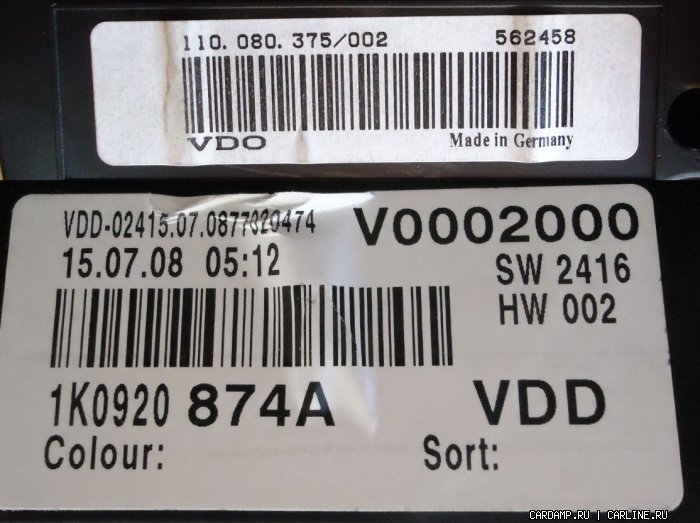 110.080.375/002 562458
VDO Made in Germany
VDD-02415.07.0877320474 V0002000
15.07.08 05:12 SW 2416
HW 002
1K0920 874A VDD
Colour: Sort:
CARDAMP.RU | CARLINE.RU